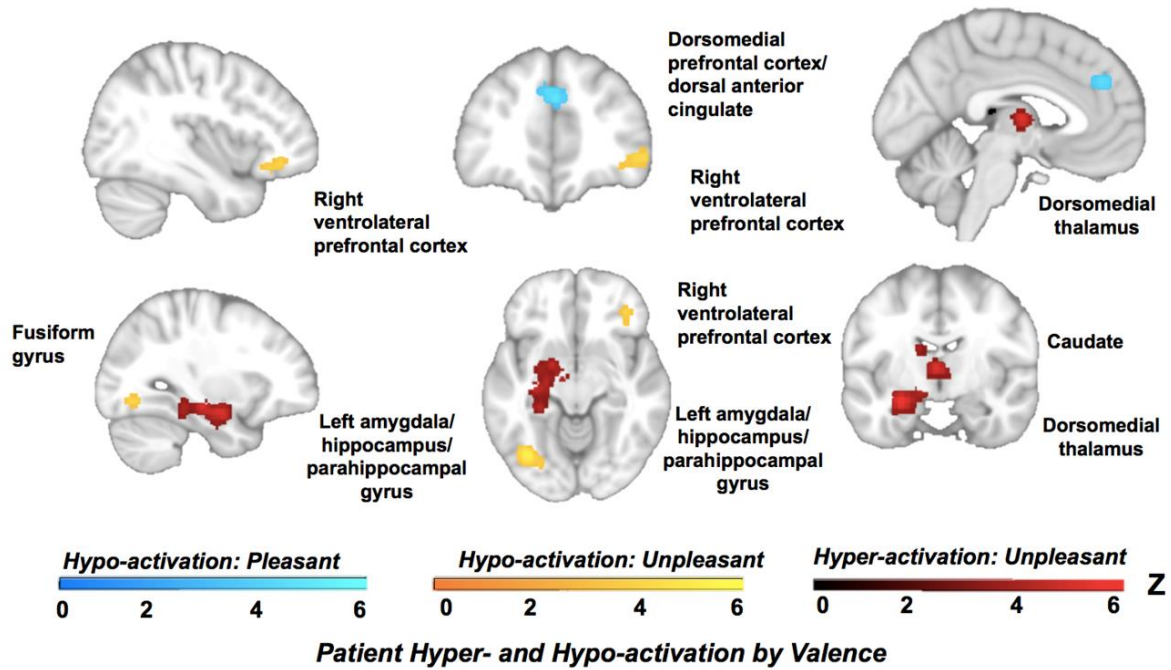 Dorsomedial
prefrontal cortex/
dorsal anterior
cingulate
Right
ventrolateral
prefrontal cortex
Right
ventrolateral
prefrontal cortex
Dorsomedial
thalamus
Fusiform
gyrus
Left amygdala/
hippocampus/
parahippocampal
gyrus
Right
ventrolateral
prefrontal cortex
Left amygdala/
hippocampus/
parahippocampal
gyrus
Caudate
Dorsomedial
thalamus
Hypo-activation: Pleasant
0 2 4 6
Hypo-activation: Unpleasant
0 2 4 6
Hyper-activation: Unpleasant
0 2 4 6 Z
Patient Hyper- and Hypo-activation by Valence